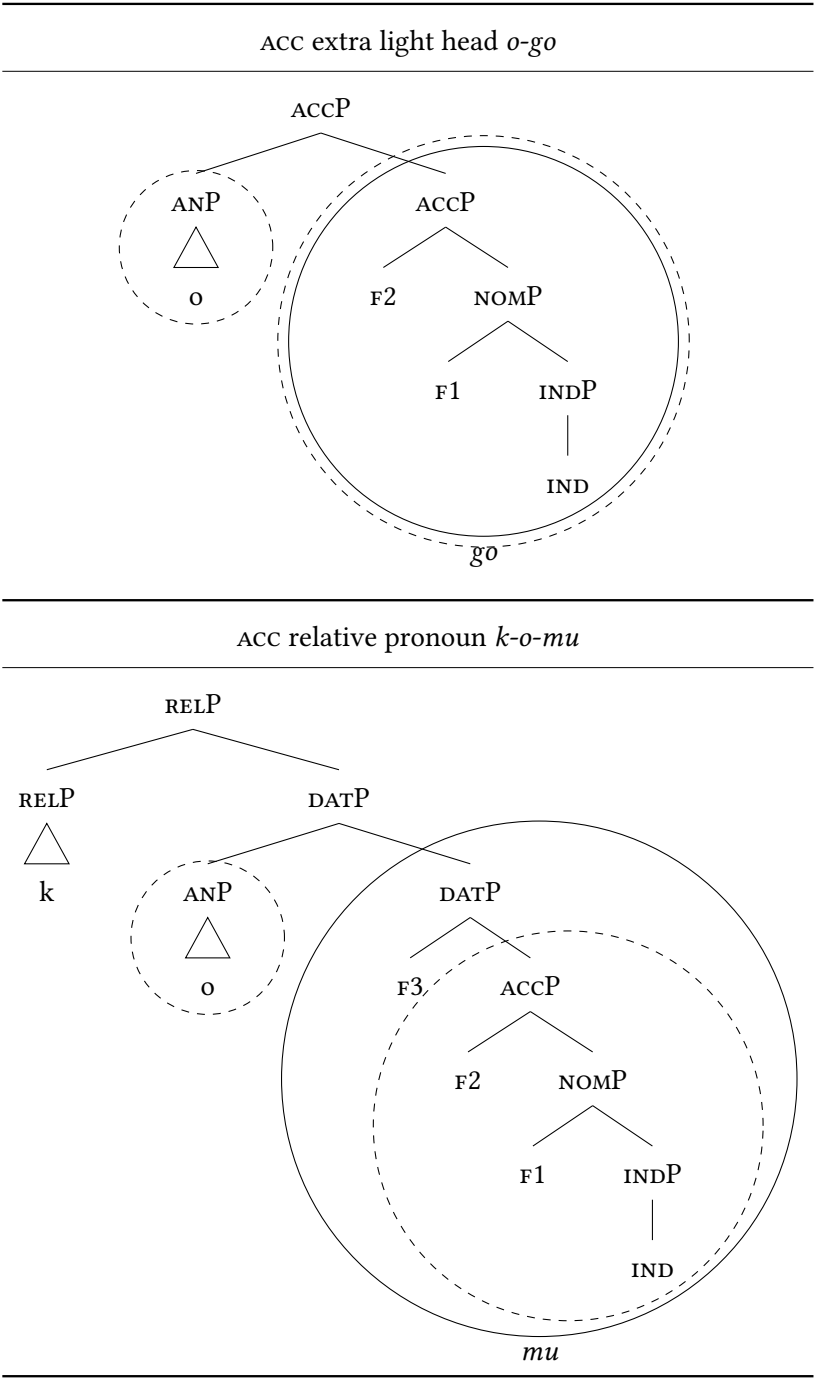 ACC extra light head o-go
ACCP
ANP ACCP
o F2 NOMP
F1 INDP
IND
go
ACC relative pronoun k-o-mu
RELP
RELP DATP
k ANP DATP
o F3 ACCP
F2 NOMP
F1 INDP
IND
mu